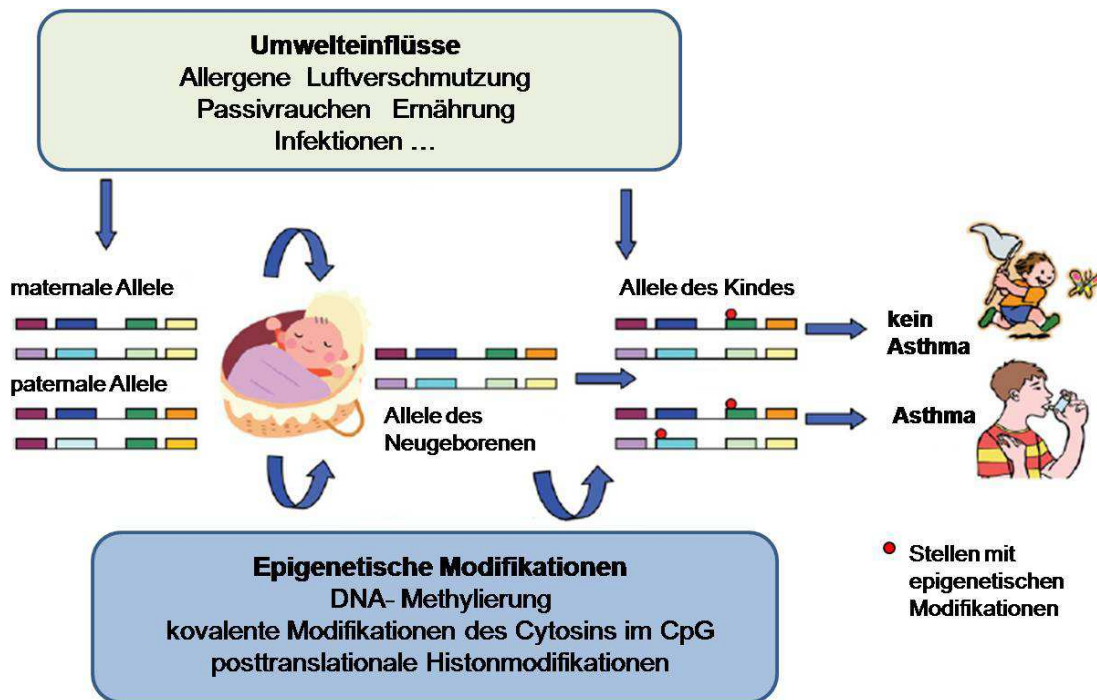 Umwelteinflüsse
Allergene Luftverschmutzung
Passivrauchen Ernährung
Infektionen ...
maternale Allele
paternale Allele
Allele des
Neugeborenen
Allele des Kindes
kein
Asthma
Asthma
Epigenetische Modifikationen
DNA- Methylierung
kovalente Modifikationen des Cytosins im CpG
posttranslationale Histonmodifikationen
Stellen mit
epigenetischen
Modifikationen